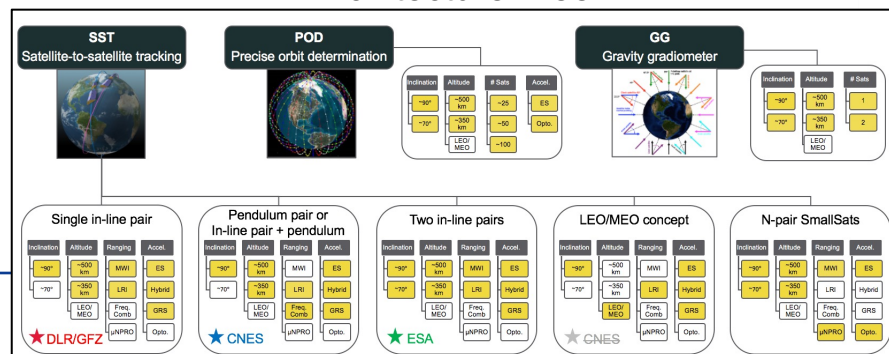 SST
Satellite-to-satellite tracking
POD
Precise orbit determination
GG
Gravity gradiometer
Inclination Altitude # Sats Accel.
~90° ~500 km ~25 ES
~70° ~350 km ~50 Opto.
LEO/MEO ~100
Inclination Altitude # Sats
~90° ~500 km 1
~70° ~350 km 2
LEO/MEO
Single in-line pair
Inclination Altitude Ranging Accel.
~90° ~500 km MWI ES
~70° ~350 km LRI Hybrid
LEO/MEO Freq. Comb GRS
µNPRO Opto.
DLR/GFZ
Pendulum pair or
In-line pair + pendulum
Inclination Altitude Ranging Accel.
~90° ~500 km MWI ES
~70° ~350 km LRI Hybrid
LEO/MEO Freq. Comb GRS
µNPRO Opto.
CNES
Two in-line pairs
Inclination Altitude Ranging Accel.
~90° ~500 km MWI ES
~70° ~350 km LRI Hybrid
LEO/MEO Freq. Comb GRS
µNPRO Opto.
ESA
LEO/MEO concept
Inclination Altitude Ranging Accel.
~90° ~500 km MWI ES
~70° ~350 km LRI Hybrid
LEO/MEO Freq. Comb GRS
µNPRO Opto.
CNES
N-pair SmallSats
Inclination Altitude Ranging Accel.
~90° ~500 km MWI ES
~70° ~350 km LRI Hybrid
LEO/MEO Freq. Comb GRS
µNPRO Opto.